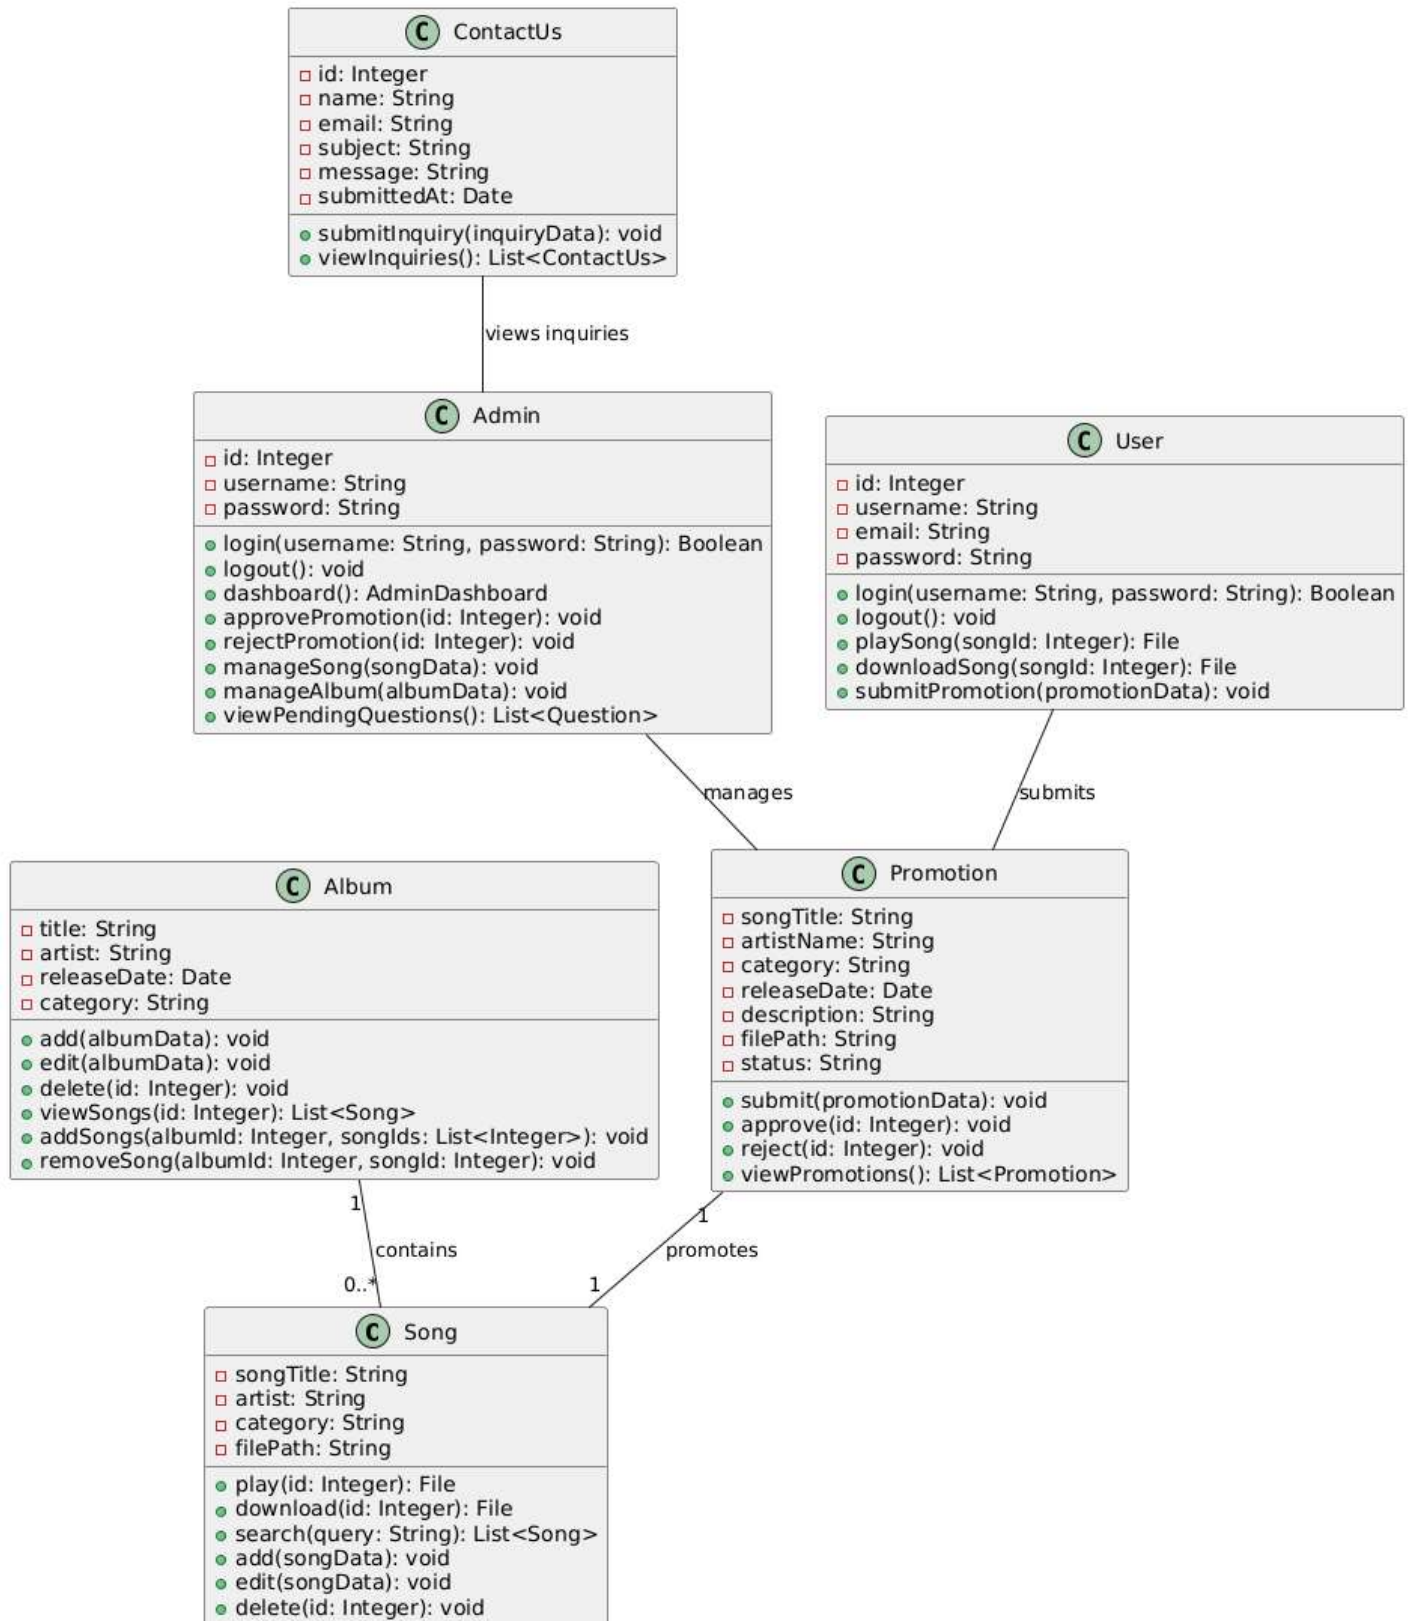 C ContactUs
id: Integer
name: String
email: String
subject: String
message: String
submittedAt: Date
submitInquiry(inquiryData): void
viewInquiries(): List<ContactUs>
views inquiries
C Admin
id: Integer
username: String
password: String
login(username: String, password: String): Boolean
logout(): void
dashboard(): AdminDashboard
approvePromotion(id: Integer): void
rejectPromotion(id: Integer): void
manageSong(songData): void
manageAlbum(albumData): void
viewPendingQuestions(): List<Question>
C User
id: Integer
username: String
email: String
password: String
login(username: String, password: String): Boolean
logout(): void
playSong(songId: Integer): File
downloadSong(songId: Integer): File
submitPromotion(promotionData): void
manages
submits
C Album
title: String
artist: String
releaseDate: Date
category: String
add(albumData): void
edit(albumData): void
delete(id: Integer): void
viewSongs(id: Integer): List<Song>
addSongs(albumId: Integer, songIds: List<Integer>): void
removeSong(albumId: Integer, songId: Integer): void
C Promotion
songTitle: String
artistName: String
category: String
releaseDate: Date
description: String
filePath: String
status: String
submit(promotionData): void
approve(id: Integer): void
reject(id: Integer): void
viewPromotions(): List<Promotion>
1
contains
0..*
1
promotes
1
C Song
songTitle: String
artist: String
category: String
filePath: String
play(id: Integer): File
download(id: Integer): File
search(query: String): List<Song>
add(songData): void
edit(songData): void
delete(id: Integer): void